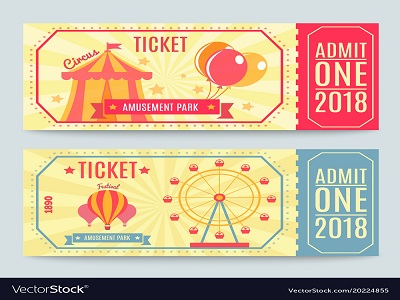 Circus
TICKET
AMUSEMENT PARK
ADMIT
ONE
2018
TICKET
Festival
1890
AMUSEMENT PARK
ADMIT
ONE
2018
VectorStock®
VectorStock.com/20224855